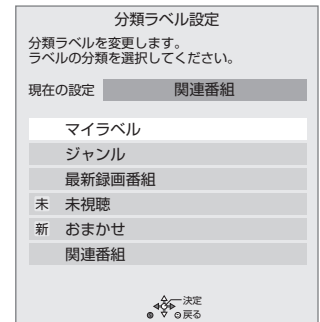 分類ラベル設定
分類ラベルを変更します。
ラベルの分類を選択してください。
現在の設定 関連番組
マイラベル
ジャンル
最新録画番組
未 未視聴
新 おまかせ
関連番組
決定
戻る